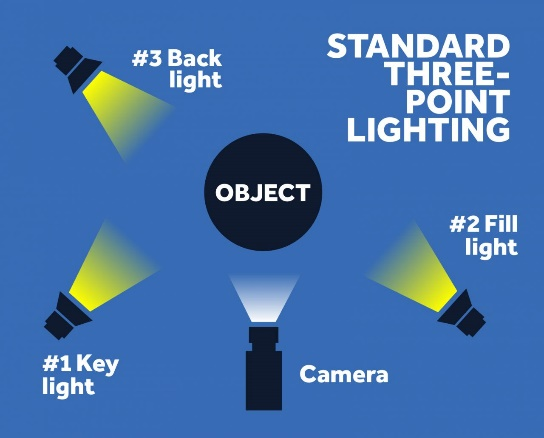 STANDARD
THREE-
POINT
LIGHTING
#3 Back
light
OBJECT
#2 Fill
light
#1 Key
light
Camera